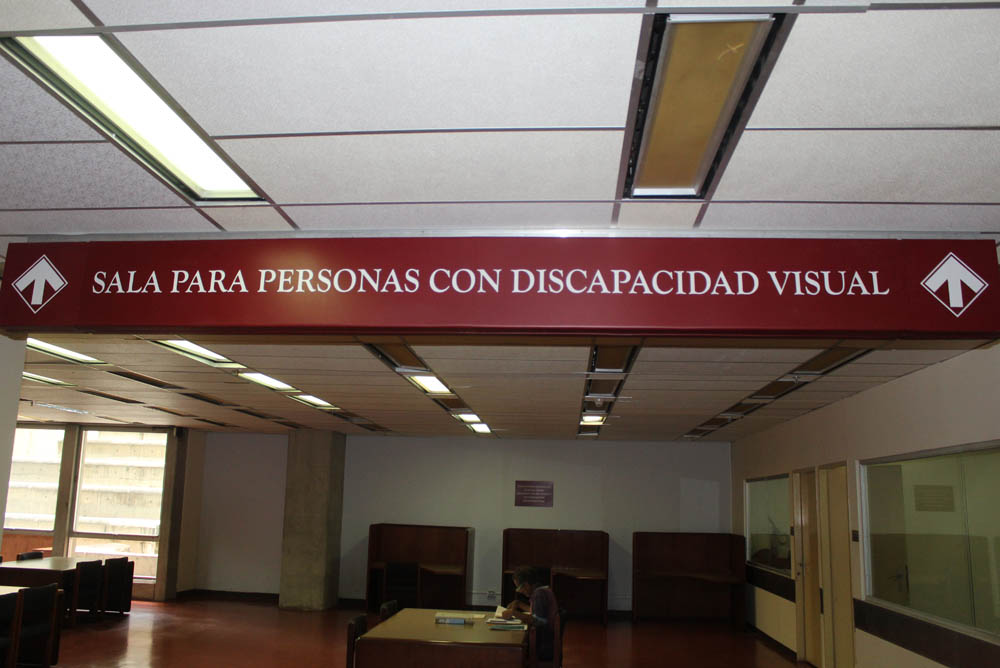 SALA PARA PERSONAS CON DISCAPACIDAD VISUAL